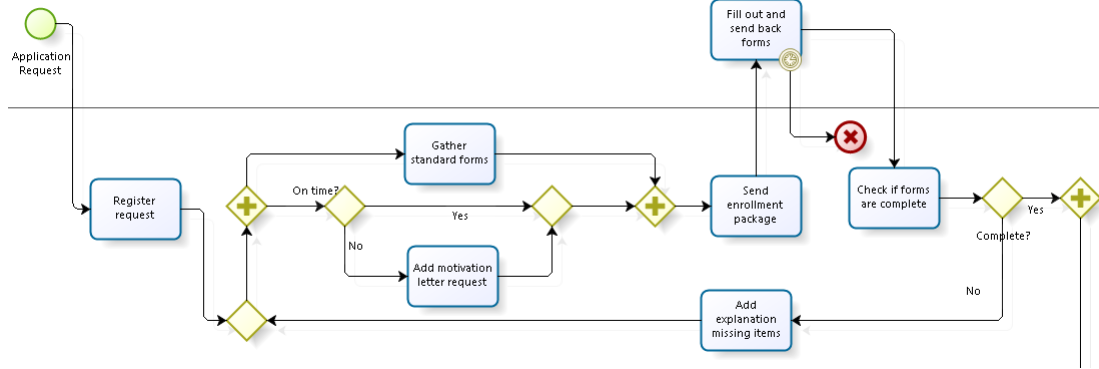 Application
Request
Fill out and
send back
forms
Gather
standard forms
Register
request
On time?
Yes
No
Add motivation
letter request
Send
enrollment
package
Check if forms
are complete
Yes
Complete?
No
Add
explanation
missing items